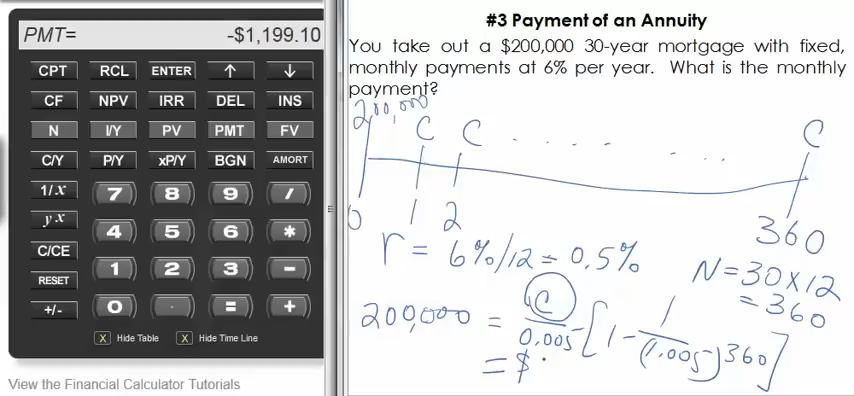 PMT= -$1,199.10
CPT RCL ENTER ↑ ↓
CF NPV IRR DEL INS
N I/Y PV PMT FV
C/Y P/Y xP/Y BGN AMORT
1/x 7 8 9 /
y x 4 5 6 *
C/CE
RESET 1 2 3 -
+/- 0 . = +
X Hide Table X Hide Time Line
View the Financial Calculator Tutorials
#3 Payment of an Annuity
You take out a $200,000 30-year mortgage with fixed,
monthly payments at 6% per year. What is the monthly
payment?
200,000
C C . . . . . . . C
0 1 2 360
r = 6%/12 = 0.5%
N=30x12
=360
200,000 = C/0.005 [1 - 1/(1.005)360]
= $